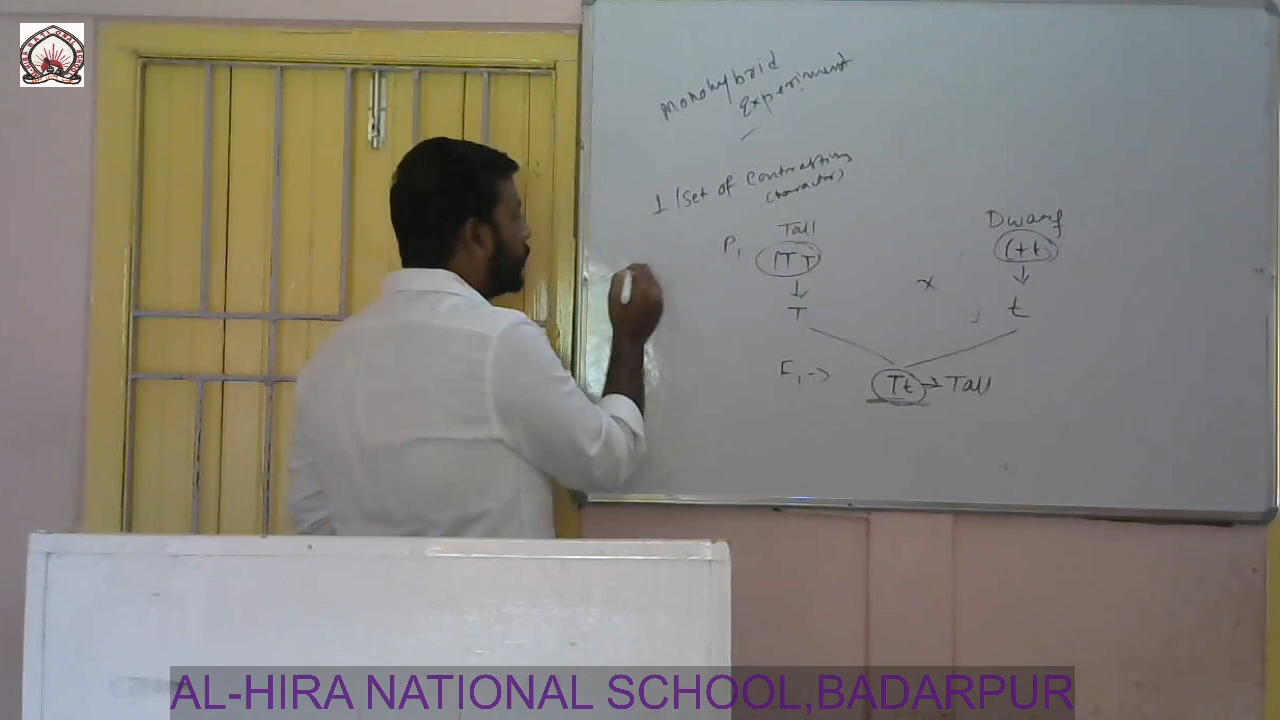 Monohybrid
Experiment
1 / Set of Contrasting
Character)
Tall
Dwarf
P1
TT
(tt)
x
T
t
F1 ->
Tt -> Tall
AL-HIRA NATIONAL SCHOOL,BADARPUR